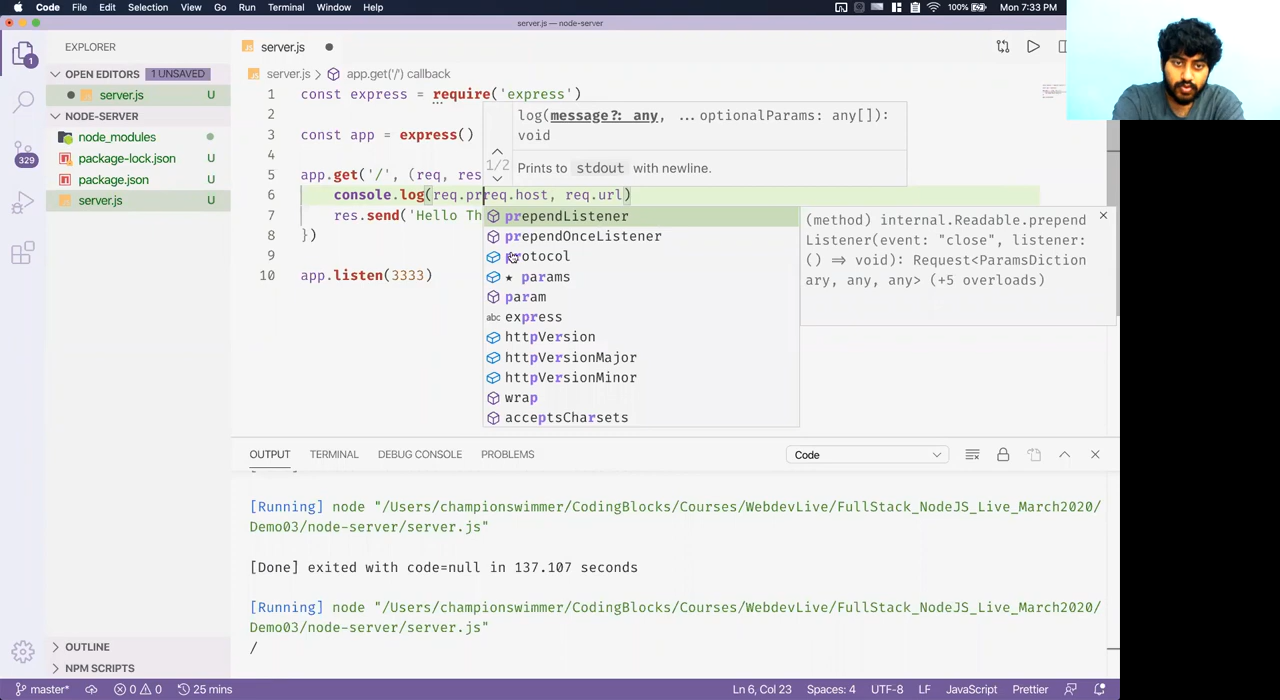 Code File Edit Selection View Go Run Terminal Window Help 100% Mon 7:33 PM
server.js — node-server
EXPLORER
OPEN EDITORS 1 UNSAVED
server.js U
NODE-SERVER
node_modules
package-lock.json U
package.json U
server.js U
1
329
server.js
server.js > app.get('/') callback
1 const express = require('express')
2
3 const app = express()
4
5 app.get('/', (req, res
6 console.log(req.prreq.host, req.url)
7 res.send('Hello Th
8 })
9
10 app.listen(3333)
log(message?: any, ...optionalParams: any[]):
void
1/2
Prints to stdout with newline.
prependListener
prependOnceListener
protocol
★ params
param
abc express
httpVersion
httpVersionMajor
httpVersionMinor
wrap
acceptsCharsets
(method) internal.Readable.prepend
Listener(event: "close", listener:
() => void): Request<ParamsDiction
ary, any, any> (+5 overloads)
OUTPUT TERMINAL DEBUG CONSOLE PROBLEMS Code
[Running] node "/Users/championswimmer/CodingBlocks/Courses/WebdevLive/FullStack_NodeJS_Live_March2020/
Demo03/node-server/server.js"
[Done] exited with code=null in 137.107 seconds
[Running] node "/Users/championswimmer/CodingBlocks/Courses/WebdevLive/FullStack_NodeJS_Live_March2020/
Demo03/node-server/server.js"
/
OUTLINE
NPM SCRIPTS
master* 0 0 25 mins Ln 6, Col 23 Spaces: 4 UTF-8 LF JavaScript Prettier